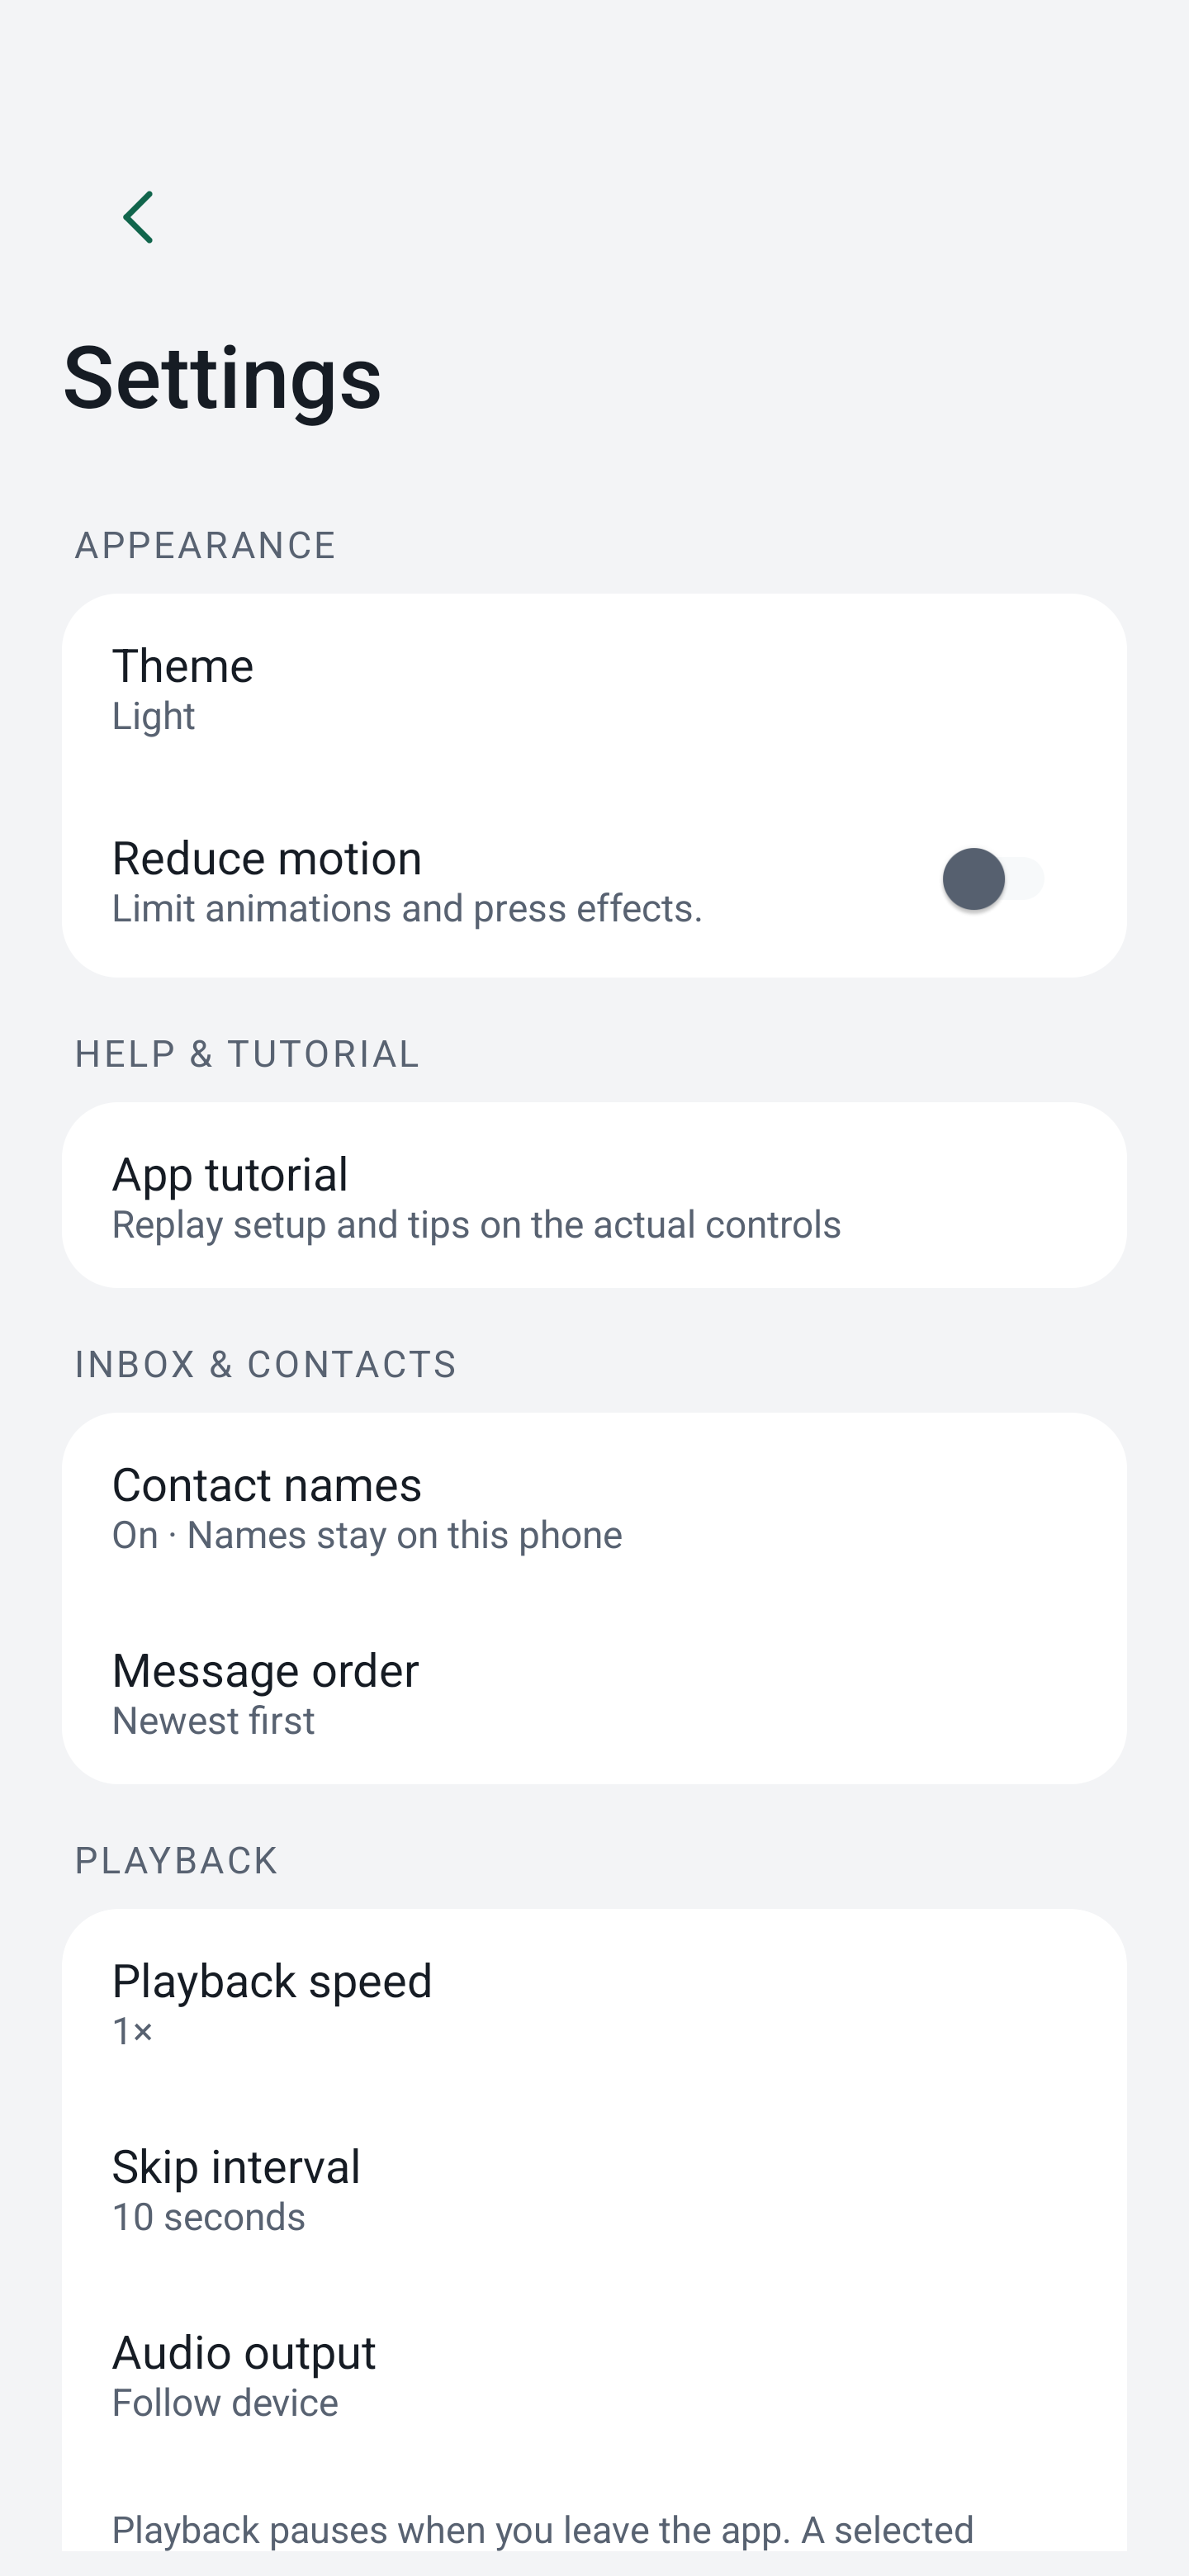 Settings
APPEARANCE
Theme
Light
Reduce motion
Limit animations and press effects.
HELP & TUTORIAL
App tutorial
Replay setup and tips on the actual controls
INBOX & CONTACTS
Contact names
On · Names stay on this phone
Message order
Newest first
PLAYBACK
Playback speed
1×
Skip interval
10 seconds
Audio output
Follow device
Playback pauses when you leave the app. A selected